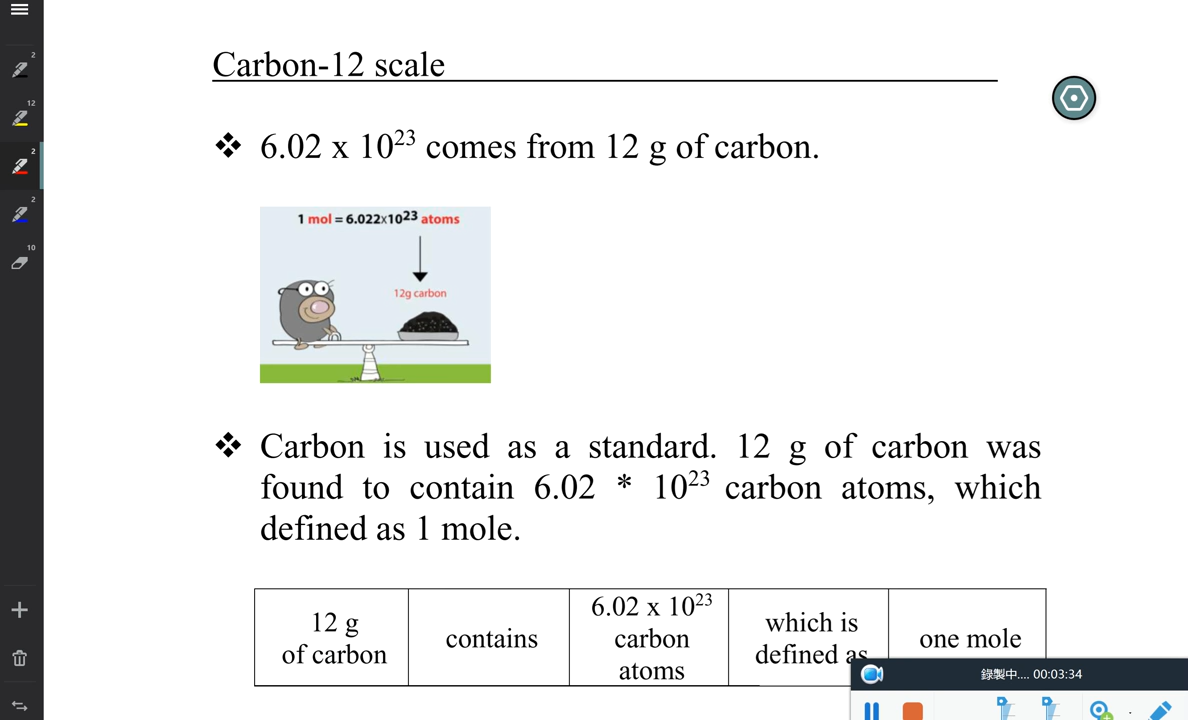 2
12
2
2
10
Carbon-12 scale
❖ 6.02 x 10²³ comes from 12 g of carbon.
1 mol = 6.022x10²³ atoms
12g carbon
❖ Carbon is used as a standard. 12 g of carbon was
found to contain 6.02 * 10²³ carbon atoms, which
defined as 1 mole.
12 g
of carbon
contains
6.02 x 10²³
carbon
atoms
which is
defined as
one mole
錄製中.... 00:03:34